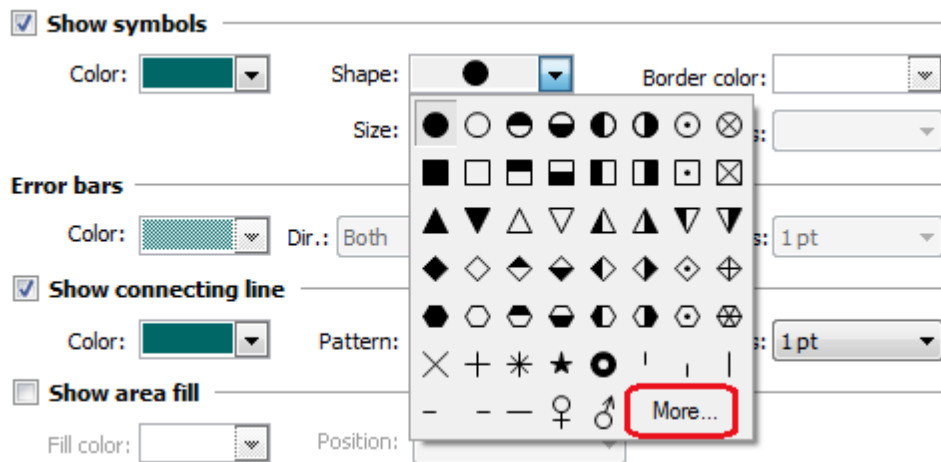 Show symbols
Color: Shape: Border color:
Size: s:
Error bars
Color: Dir.: Both s: 1 pt
Show connecting line
Color: Pattern: s: 1 pt
Show area fill
More...
Fill color: Position: